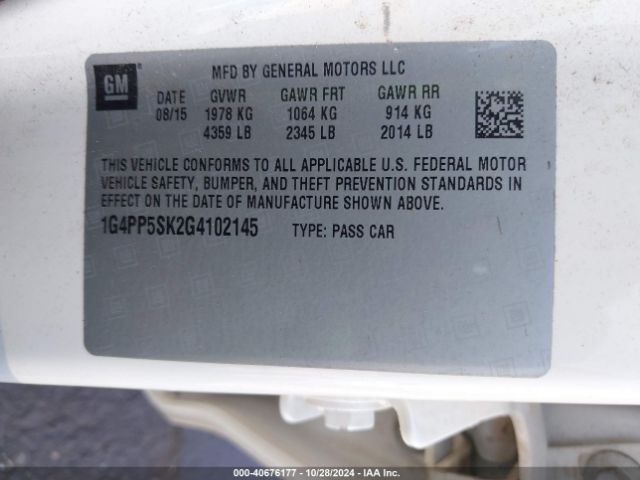 GM
MFD BY GENERAL MOTORS LLC
DATE GVWR GAWR FRT GAWR RR
08/15 1978 KG 1064 KG 914 KG
4359 LB 2345 LB 2014 LB
THIS VEHICLE CONFORMS TO ALL APPLICABLE U.S. FEDERAL MOTOR
VEHICLE SAFETY, BUMPER, AND THEFT PREVENTION STANDARDS IN
EFFECT ON THE DATE OF MANUFACTURE SHOWN ABOVE.
1G4PP5SK2G4102145 TYPE: PASS CAR
000-40676177 - 10/28/2024 - IAA Inc.